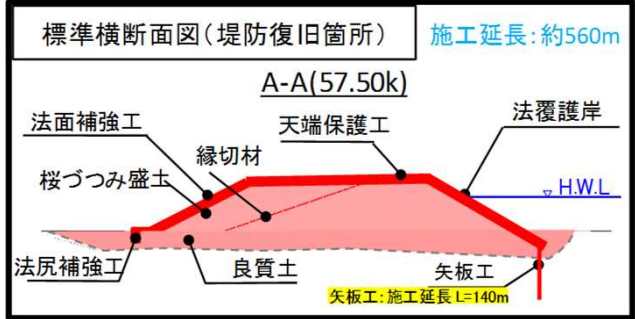 標準横断面図(堤防復旧箇所)
施工延長:約560m
A-A(57.50k)
法面補強工
桜づつみ盛土
縁切材
天端保護工
法覆護岸
H.W.L
法尻補強工
良質土
矢板工
矢板工:施工延長 L=140m